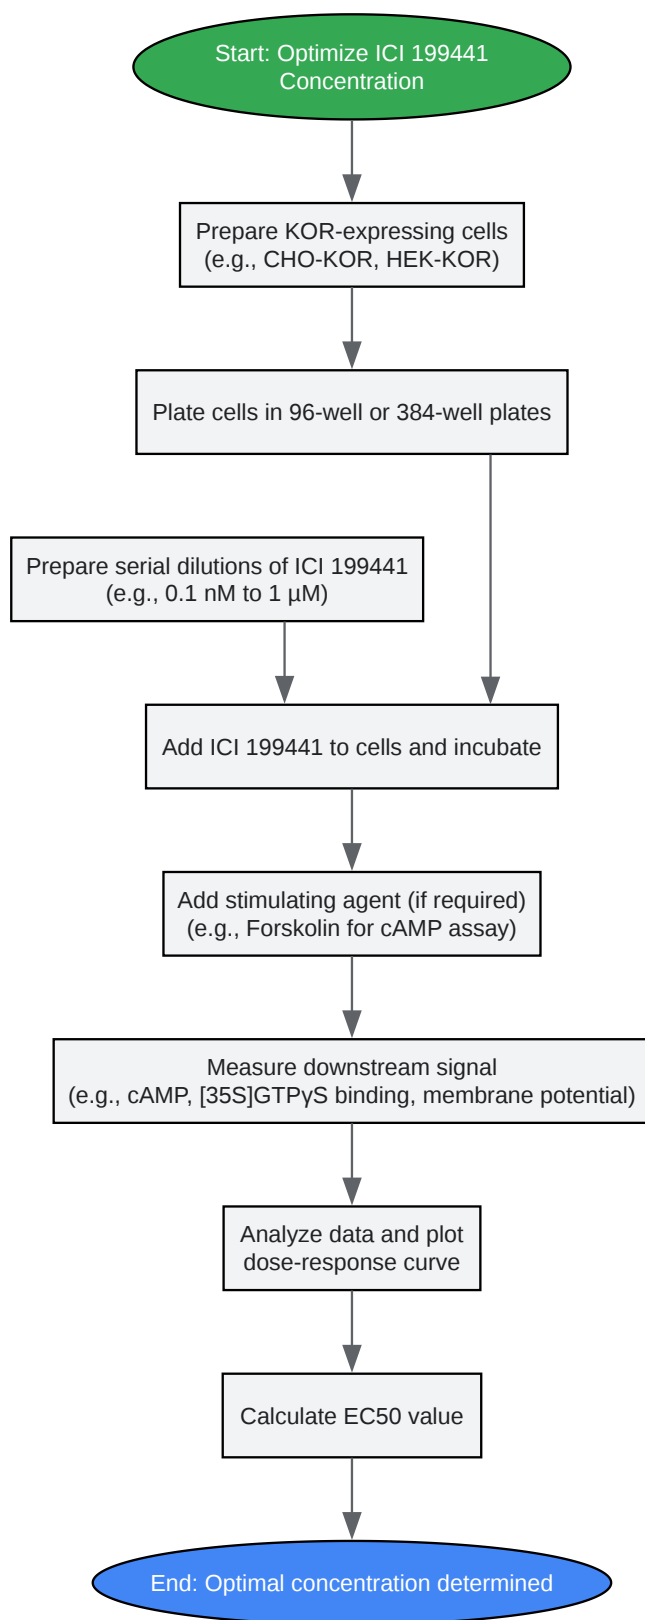 Start: Optimize ICI 199441
Concentration
Prepare KOR-expressing cells
(e.g., CHO-KOR, HEK-KOR)
Plate cells in 96-well or 384-well plates
Prepare serial dilutions of ICI 199441
(e.g., 0.1 nM to 1 µM)
Add ICI 199441 to cells and incubate
Add stimulating agent (if required)
(e.g., Forskolin for cAMP assay)
Measure downstream signal
(e.g., cAMP, [35S]GTPγS binding, membrane potential)
Analyze data and plot
dose-response curve
Calculate EC50 value
End: Optimal concentration determined